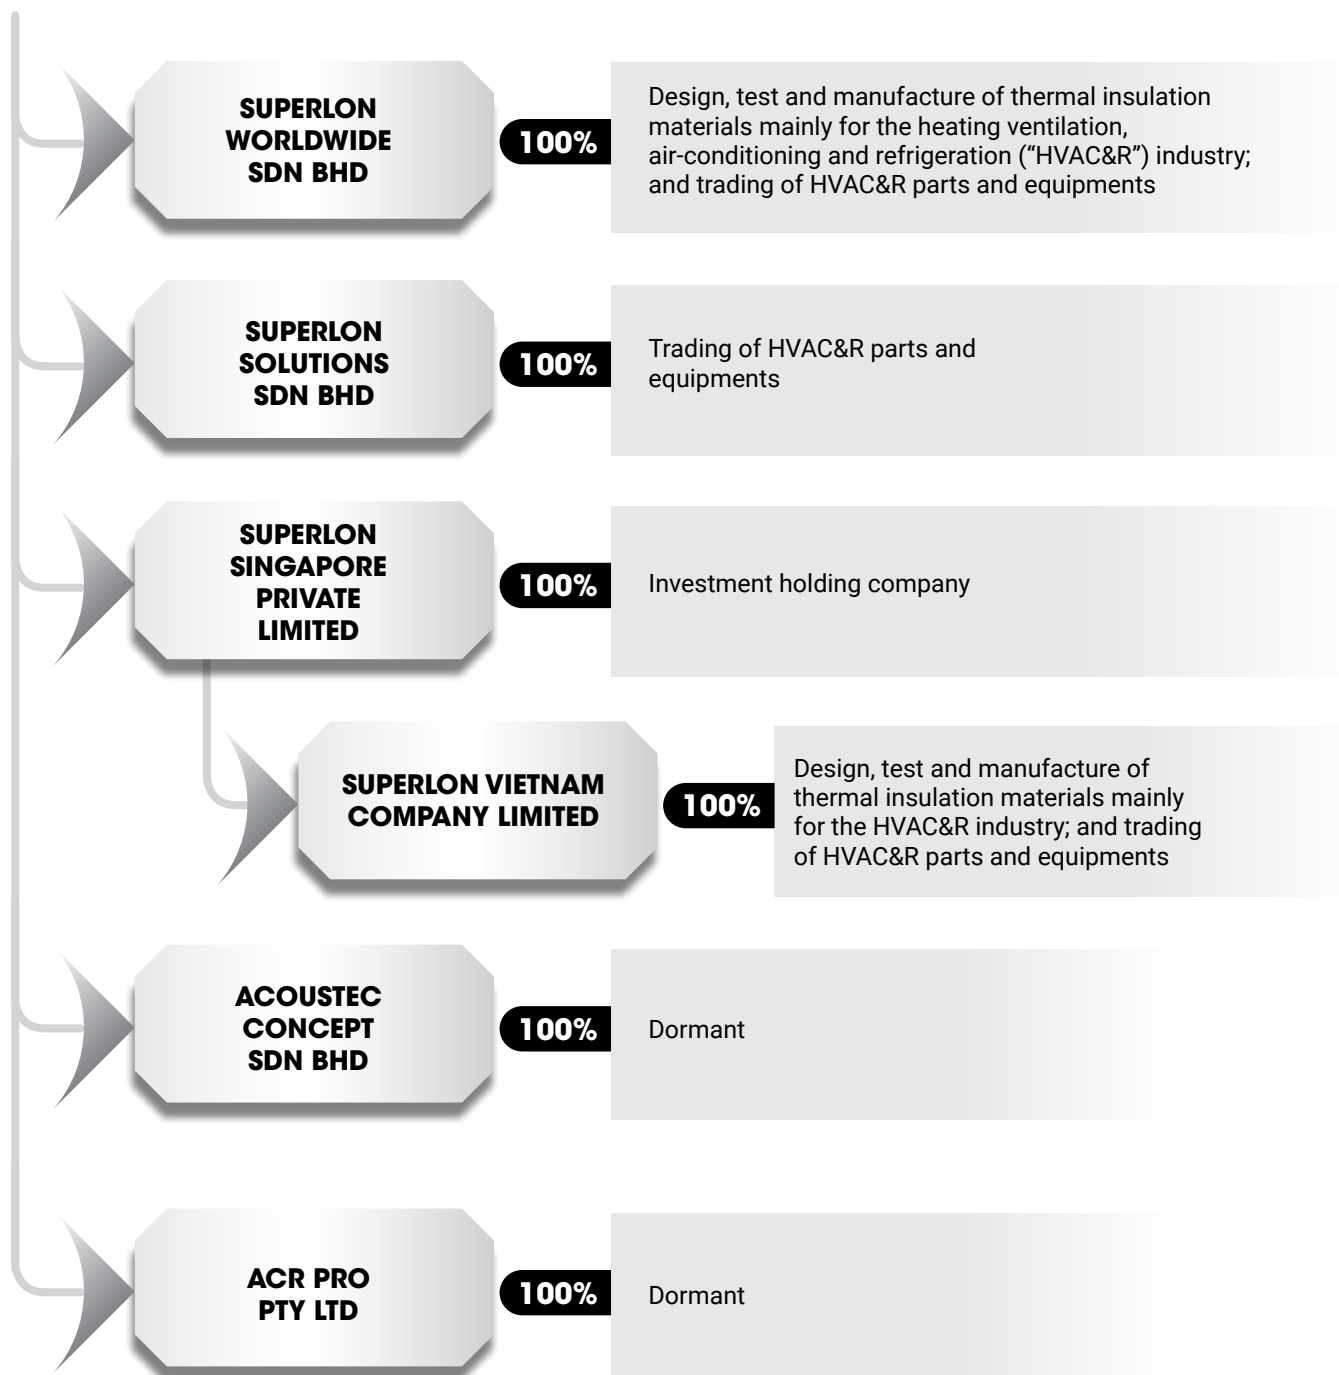 SUPERLON
WORLDWIDE
SDN BHD
100%
Design, test and manufacture of thermal insulation
materials mainly for the heating ventilation,
air-conditioning and refrigeration (“HVAC&R”) industry;
and trading of HVAC&R parts and equipments
SUPERLON
SOLUTIONS
SDN BHD
100%
Trading of HVAC&R parts and
equipments
SUPERLON
SINGAPORE
PRIVATE
LIMITED
100%
Investment holding company
SUPERLON VIETNAM
COMPANY LIMITED
100%
Design, test and manufacture of
thermal insulation materials mainly
for the HVAC&R industry; and trading
of HVAC&R parts and equipments
ACOUSTEC
CONCEPT
SDN BHD
100%
Dormant
ACR PRO
PTY LTD
100%
Dormant